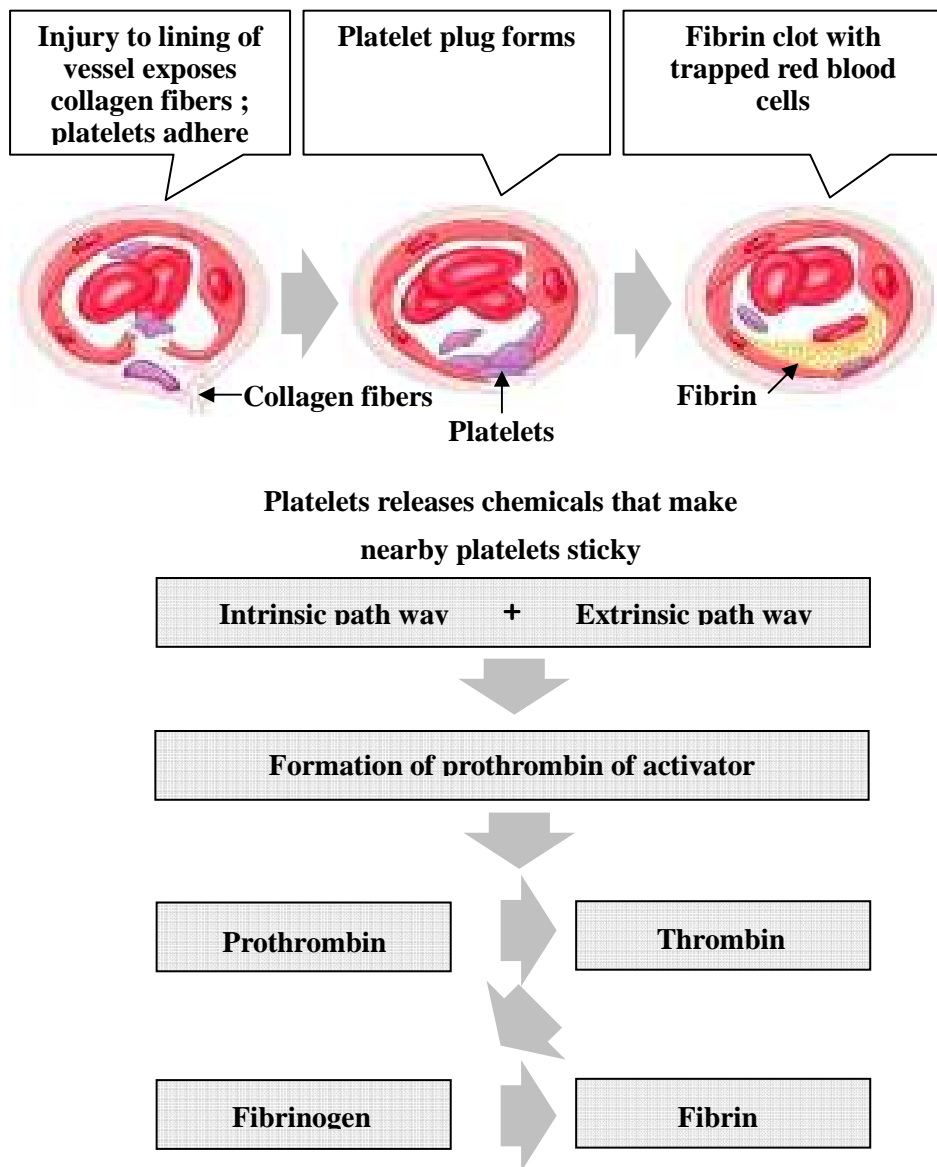 Injury to lining of
vessel exposes
collagen fibers ;
platelets adhere
Platelet plug forms
Fibrin clot with
trapped red blood
cells
Collagen fibers
Platelets
Fibrin
Platelets releases chemicals that make
nearby platelets sticky
Intrinsic path way + Extrinsic path way
Formation of prothrombin of activator
Prothrombin
Thrombin
Fibrinogen
Fibrin